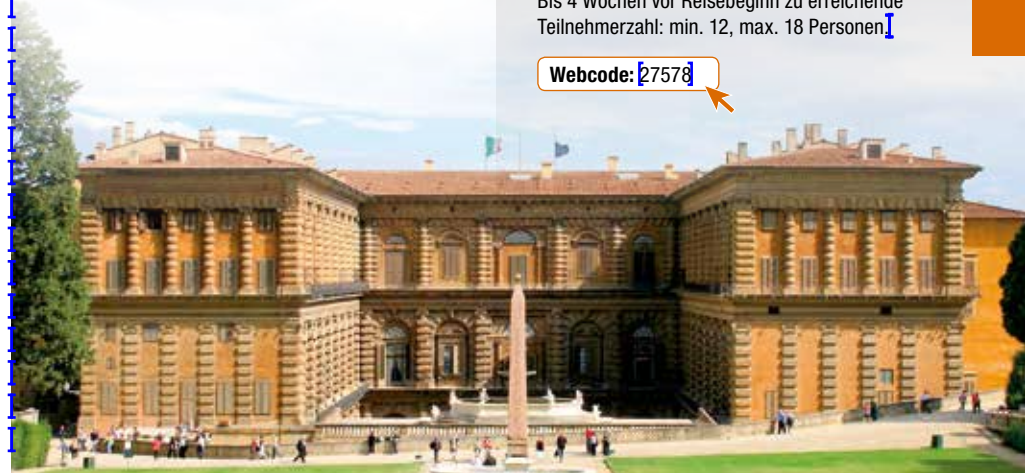 Bis 4 Wochen vor Reisebeginn zu erreichende
Teilnehmerzahl: min. 12, max. 18 Personen.
Webcode: 27578